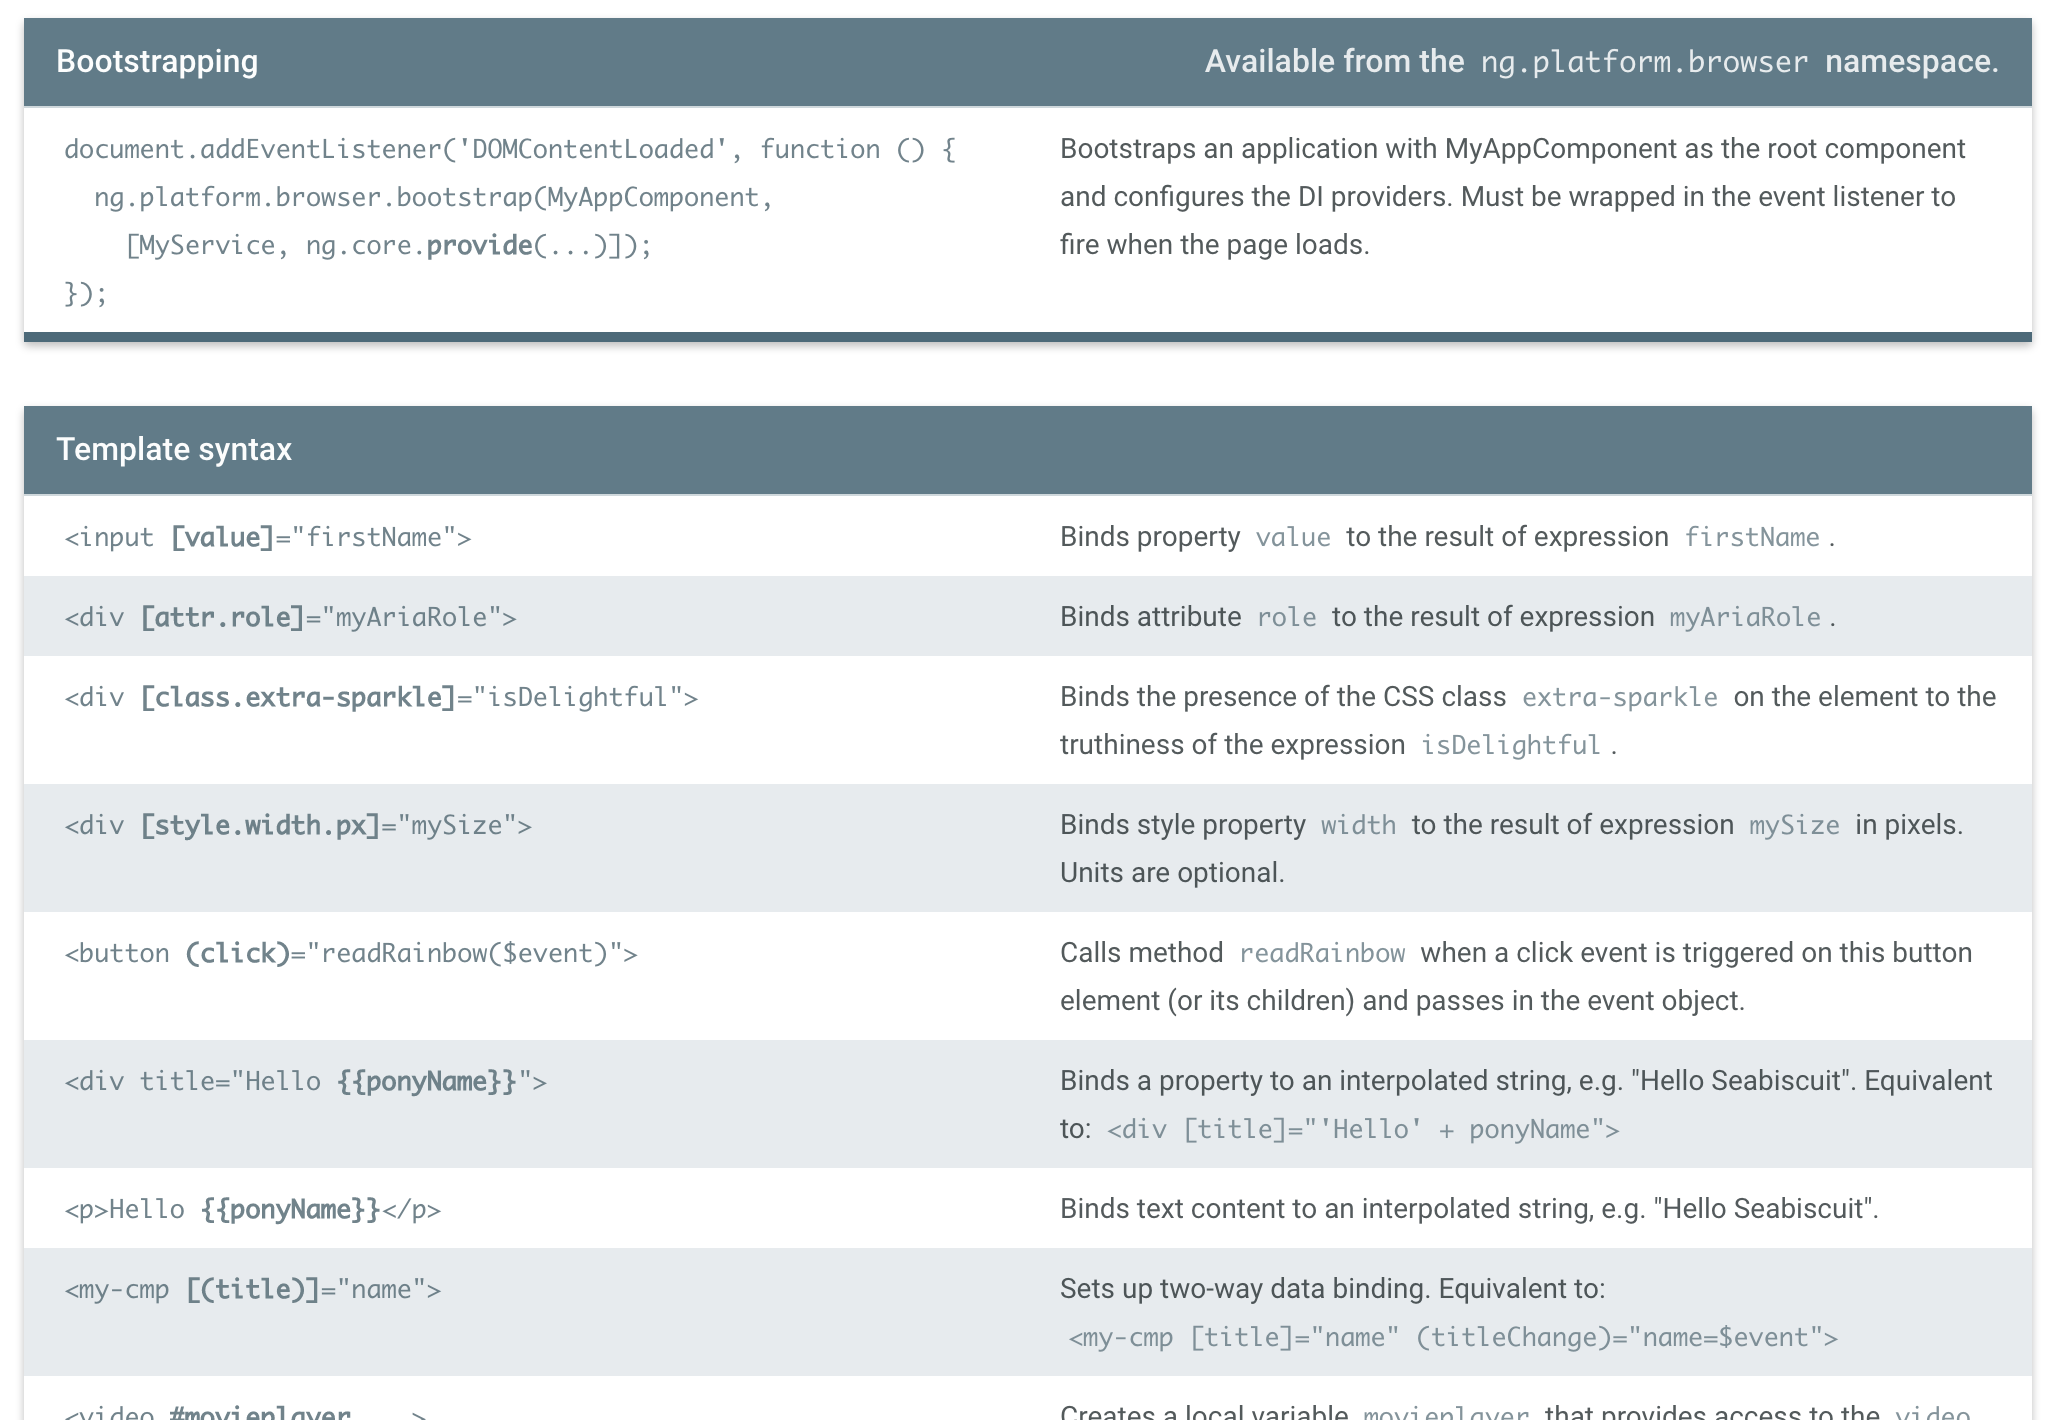 Bootstrapping
Available from the ng.platform.browser namespace.
document.addEventListener('DOMContentLoaded', function () {
ng.platform.browser.bootstrap(MyAppComponent,
[MyService, ng.core.provide(...)]);
});
Bootstraps an application with MyAppComponent as the root component
and configures the DI providers. Must be wrapped in the event listener to
fire when the page loads.
Template syntax
<input [value]="firstName">
Binds property value to the result of expression firstName.
<div [attr.role]="myAriaRole">
Binds attribute role to the result of expression myAriaRole.
<div [class.extra-sparkle]="isDelightful">
Binds the presence of the CSS class extra-sparkle on the element to the
truthiness of the expression isDelightful.
<div [style.width.px]="mySize">
Binds style property width to the result of expression mySize in pixels.
Units are optional.
<button (click)="readRainbow($event)">
Calls method readRainbow when a click event is triggered on this button
element (or its children) and passes in the event object.
<div title="Hello {{ponyName}}">
Binds a property to an interpolated string, e.g. "Hello Seabiscuit". Equivalent
to: <div [title]="'Hello' + ponyName">
<p>Hello {{ponyName}}</p>
Binds text content to an interpolated string, e.g. "Hello Seabiscuit".
<my-cmp [(title)]="name">
Sets up two-way data binding. Equivalent to:
<my-cmp [title]="name" (titleChange)="name=$event">
<video #movieplayer >
Creates a local variable movieplayer that provides access to the video